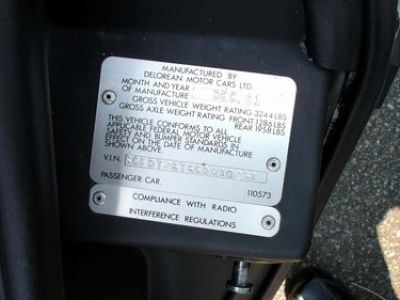 MANUFACTURED BY
DELOREAN MOTOR CARS LTD.
MONTH AND YEAR
OF MANUFACTURE DEC. 81
GROSS VEHICLE WEIGHT RATING 3244 LBS
GROSS AXLE WEIGHT RATING FRONT 1286 LBS
REAR 1958 LBS
THIS VEHICLE CONFORMS TO ALL
APPLICABLE FEDERAL MOTOR VEHICLE
SAFETY AND BUMPER STANDARDS IN
EFFECT ON THE DATE OF MANUFACTURE
SHOWN ABOVE.
V.I.N.
PASSENGER CAR. 110573
COMPLIANCE WITH RADIO
INTERFERENCE REGULATIONS